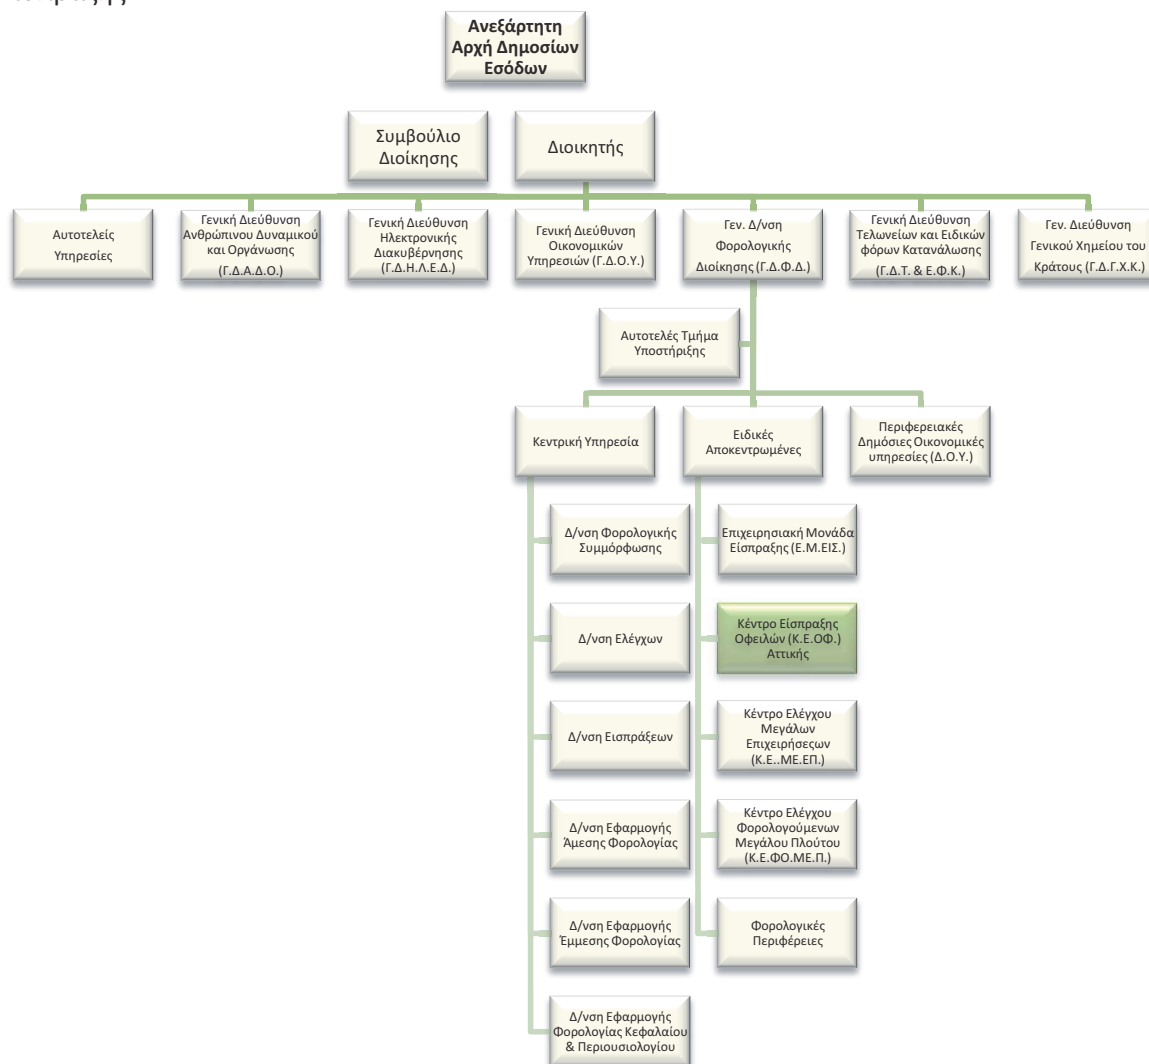 Ανεξάρτητη
Αρχή Δημοσίων
Εσόδων
Συμβούλιο
Διοίκησης
Διοικητής
Αυτοτελείς
Υπηρεσίες
Γενική Διεύθυνση
Ανθρώπινου Δυναμικού
και Οργάνωσης
(Γ.Δ.Α.Δ.Ο.)
Γενική Διεύθυνση
Ηλεκτρονικής
Διακυβέρνησης
(Γ.Δ.Η.Λ.Ε.Δ.)
Γενική Διεύθυνση
Οικονομικών
Υπηρεσιών (Γ.Δ.Ο.Υ.)
Γεν. Δ/νση
Φορολογικής
Διοίκησης (Γ.Δ.Φ.Δ.)
Γενική Διεύθυνση
Τελωνείων και Ειδικών
φόρων Κατανάλωσης
(Γ.Δ.Τ. & Ε.Φ.Κ.)
Γεν. Διεύθυνση
Γενικού Χημείου του
Κράτους (Γ.Δ.Γ.Χ.Κ.)
Αυτοτελές Τμήμα
Υποστήριξης
Κεντρική Υπηρεσία
Ειδικές
Αποκεντρωμένες
Περιφερειακές
Δημόσιες Οικονομικές
υπηρεσίες (Δ.Ο.Υ.)
Δ/νση Φορολογικής
Συμμόρφωσης
Επιχειρησιακή Μονάδα
Είσπραξης (Ε.Μ.ΕΙΣ.)
Δ/νση Ελέγχων
Κέντρο Είσπραξης
Οφειλών (Κ.Ε.ΟΦ.)
Αττικής
Δ/νση Εισπράξεων
Κέντρο Ελέγχου
Μεγάλων
Επιχειρήσεςων
(Κ.Ε..ΜΕ.ΕΠ.)
Δ/νση Εφαρμογής
Άμεσης Φορολογίας
Κέντρο Ελέγχου
Φορολογούμενων
Μεγάλου Πλούτου
(Κ.Ε.ΦΟ.ΜΕ.Π.)
Δ/νση Εφαρμογής
Έμμεσης Φορολογίας
Φορολογικές
Περιφέρειες
Δ/νση Εφαρμογής
Φορολογίας Κεφαλαίου
& Περιουσιολογίου